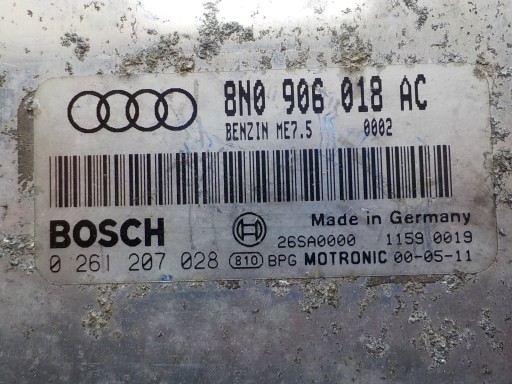 8N0 906 018 AC
BENZIN ME7.5 0002
BOSCH Made in Germany
26SA0000 1159 0019
0 261 207 028 810 BPG MOTRONIC 00-05-11